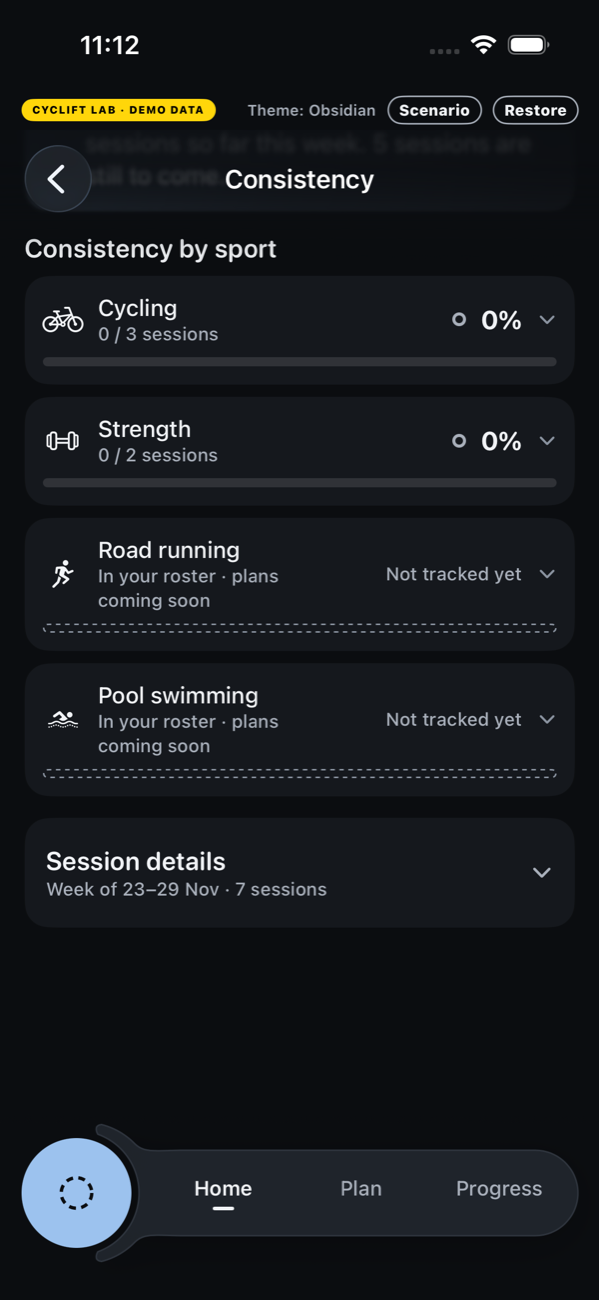 11:12
CYCLIFT LAB · DEMO DATA
Theme: Obsidian
Scenario
Restore
sessions so far this week. 5 sessions are
still to come.
Consistency
Consistency by sport
Cycling
0 / 3 sessions
0%
Strength
0 / 2 sessions
0%
Road running
In your roster · plans
coming soon
Not tracked yet
Pool swimming
In your roster · plans
coming soon
Not tracked yet
Session details
Week of 23–29 Nov · 7 sessions
Home
Plan
Progress